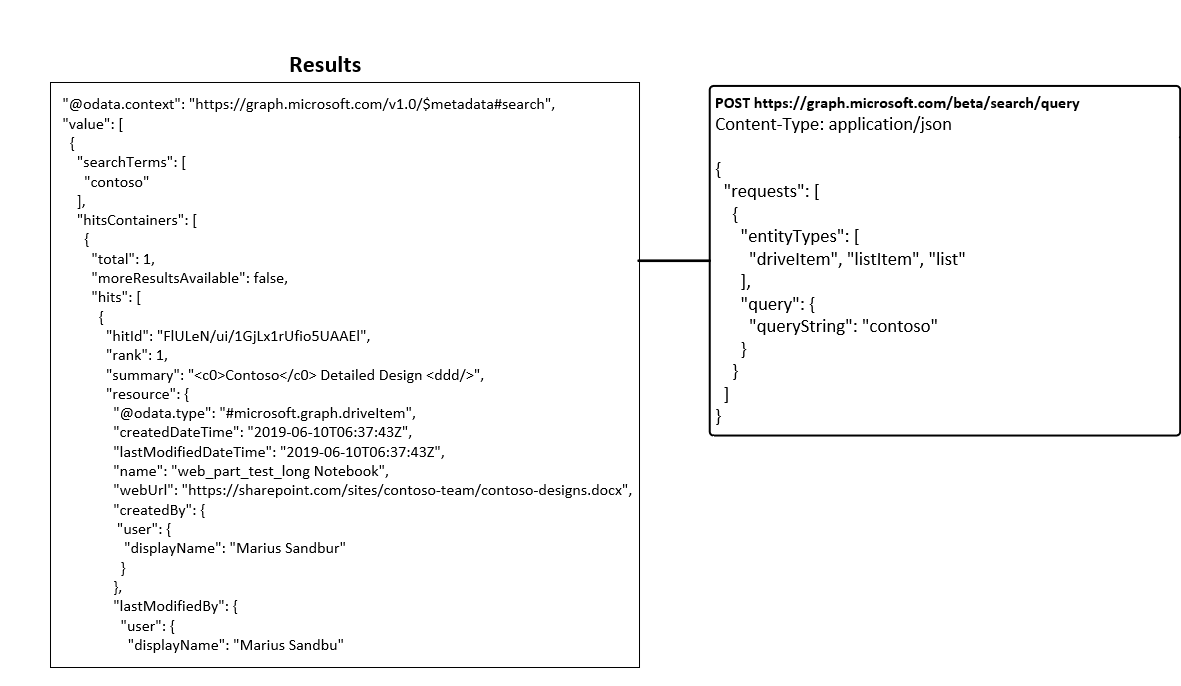 Results
"@odata.context": "https://graph.microsoft.com/v1.0/$metadata#search",
"value": [
{
"searchTerms": [
"contoso"
],
"hitsContainers": [
{
"total": 1,
"moreResultsAvailable": false,
"hits": [
{
"hitId": "FlULeN/ui/1GjLx1rUfio5UAAEl",
"rank": 1,
"summary": "<c0>Contoso</c0> Detailed Design <ddd/>",
"resource": {
"@odata.type": "#microsoft.graph.driveItem",
"createdDateTime": "2019-06-10T06:37:43Z",
"lastModifiedDateTime": "2019-06-10T06:37:43Z",
"name": "web_part_test_long Notebook",
"webUrl": "https://sharepoint.com/sites/contoso-team/contoso-designs.docx",
"createdBy": {
"user": {
"displayName": "Marius Sandbur"
}
},
"lastModifiedBy": {
"user": {
"displayName": "Marius Sandbu"
POST https://graph.microsoft.com/beta/search/query
Content-Type: application/json
{
"requests": [
{
"entityTypes": [
"driveItem", "listItem", "list"
],
"query": {
"queryString": "contoso"
}
}
]
}